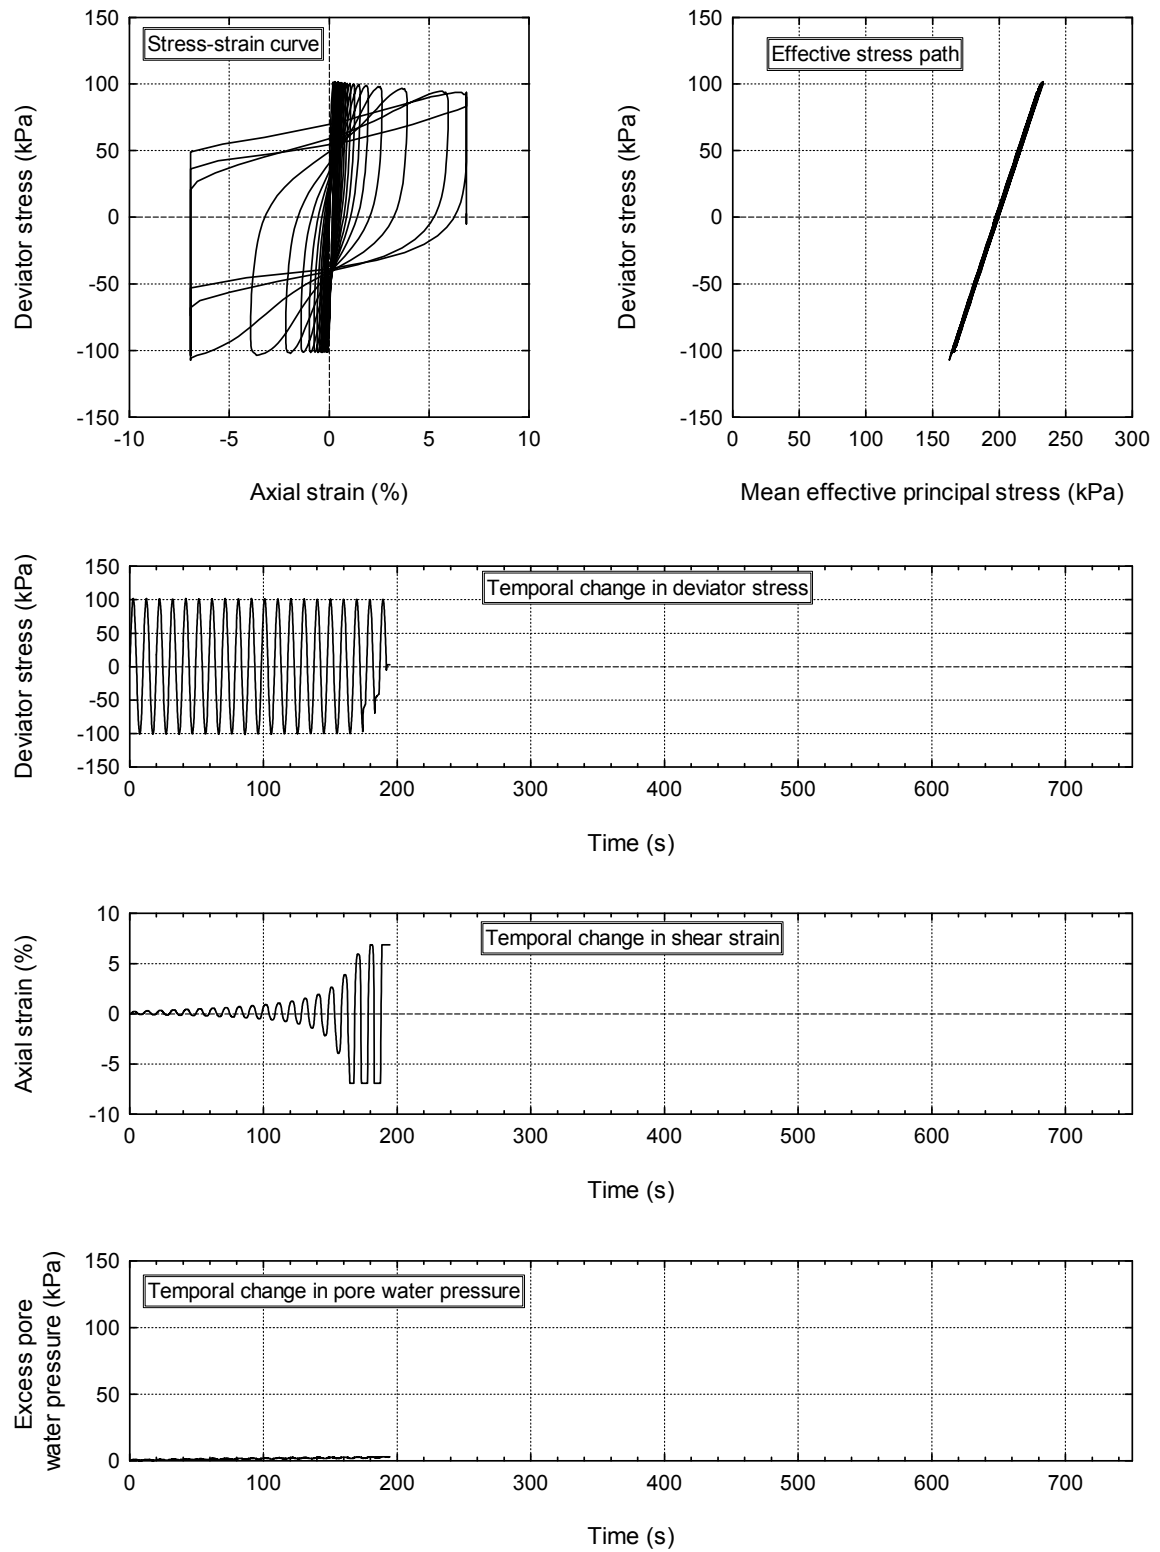 Stress-strain curve
150
100
50
0
-50
-100
-150
-10 -5 0 5 10
Deviator stress (kPa)
Axial strain (%)
Effective stress path
150
100
50
0
-50
-100
-150
0 50 100 150 200 250 300
Deviator stress (kPa)
Mean effective principal stress (kPa)
Temporal change in deviator stress
150
100
50
0
-50
-100
-150
0 100 200 300 400 500 600 700
Deviator stress (kPa)
Time (s)
Temporal change in shear strain
10
5
0
-5
-10
0 100 200 300 400 500 600 700
Axial strain (%)
Time (s)
Temporal change in pore water pressure
150
100
50
0
0 100 200 300 400 500 600 700
Excess pore
water pressure (kPa)
Time (s)